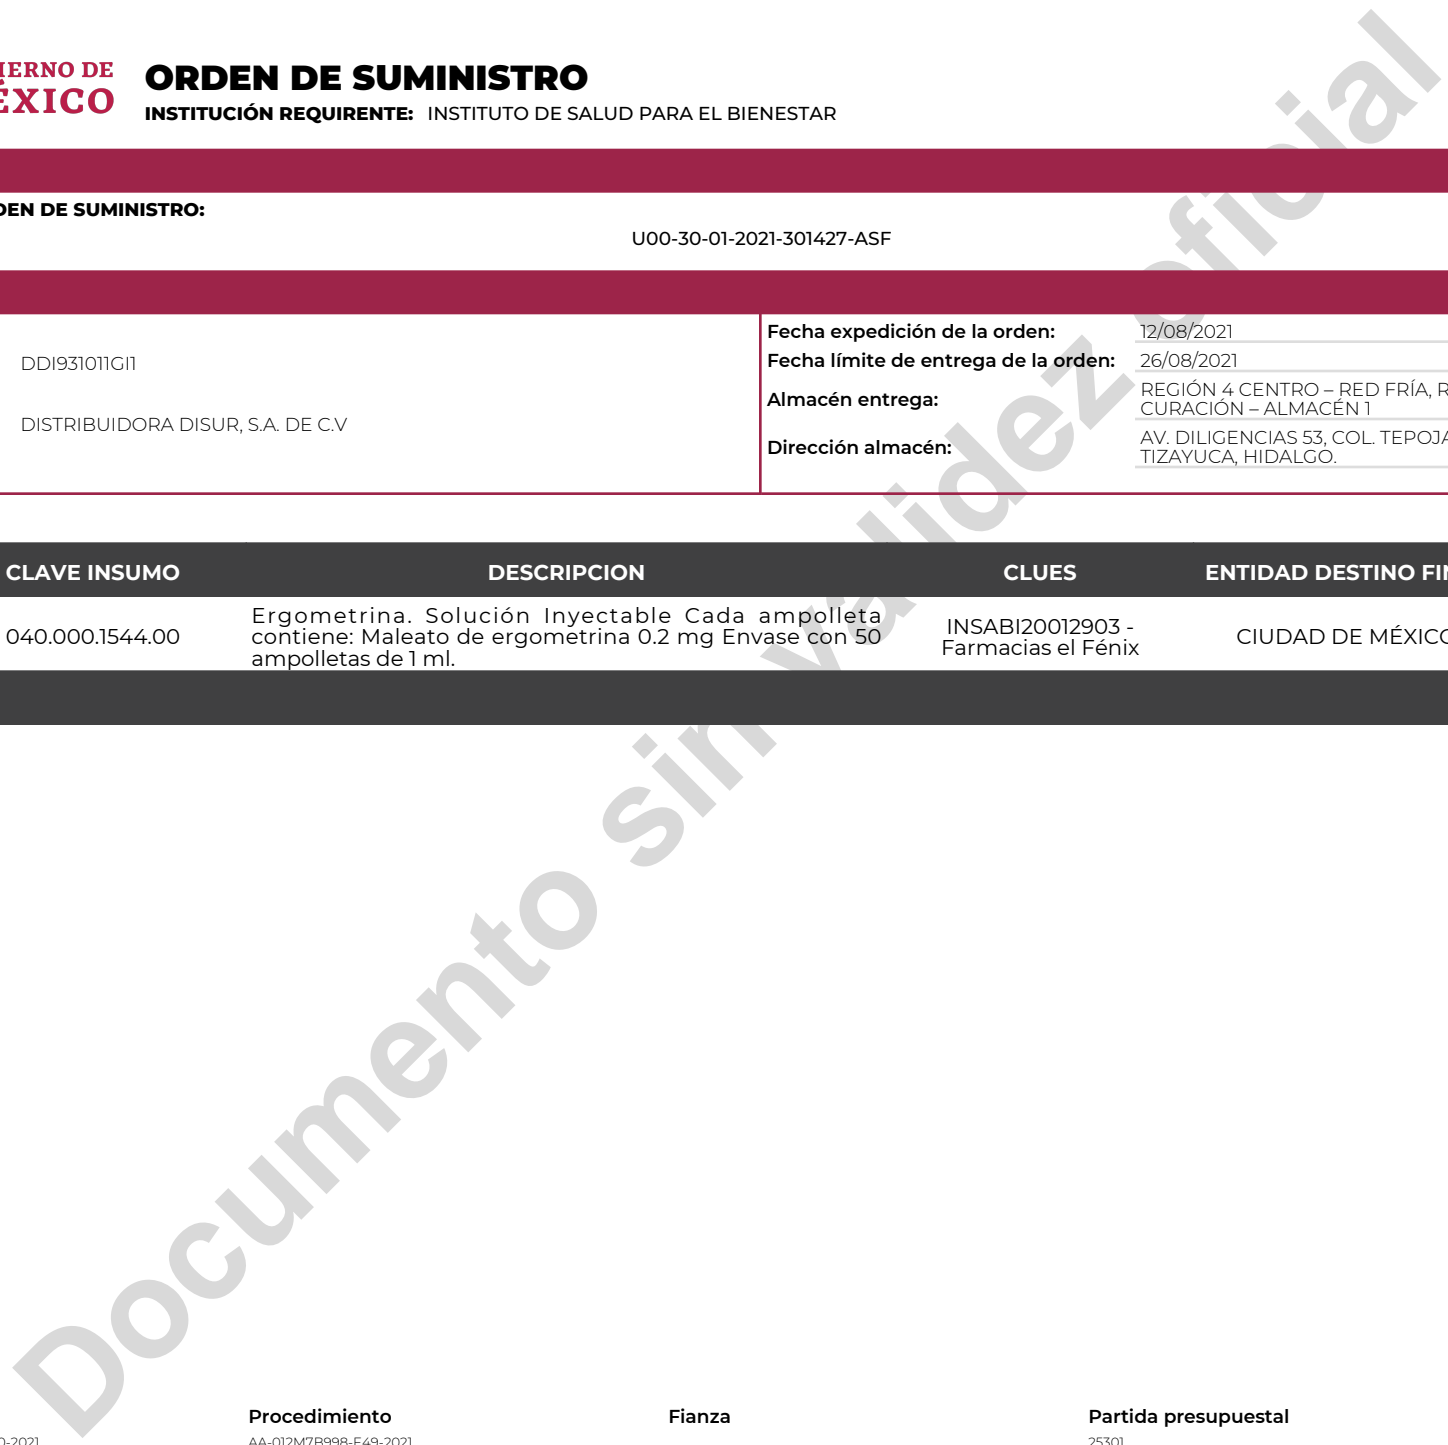 IERNO DE
ÉXICO
ORDEN DE SUMINISTRO
INSTITUCIÓN REQUIRENTE: INSTITUTO DE SALUD PARA EL BIENESTAR
DEN DE SUMINISTRO:
U00-30-01-2021-301427-ASF
DDI931011GI1
DISTRIBUIDORA DISUR, S.A. DE C.V
Fecha expedición de la orden: 12/08/2021
Fecha límite de entrega de la orden: 26/08/2021
Almacén entrega: REGIÓN 4 CENTRO – RED FRÍA, R
CURACIÓN – ALMACÉN 1
Dirección almacén: AV. DILIGENCIAS 53, COL. TEPOJA
TIZAYUCA, HIDALGO.
CLAVE INSUMO DESCRIPCION CLUES ENTIDAD DESTINO FIN
040.000.1544.00
Ergometrina. Solución Inyectable Cada ampolleta
contiene: Maleato de ergometrina 0.2 mg Envase con 50
ampolletas de 1 ml.
INSABI20012903 -
Farmacias el Fénix
CIUDAD DE MÉXICO
Documento sin validez oficial
Procedimiento Fianza Partida presupuestal
0-2021 AA-012M7B998-E49-2021 25301